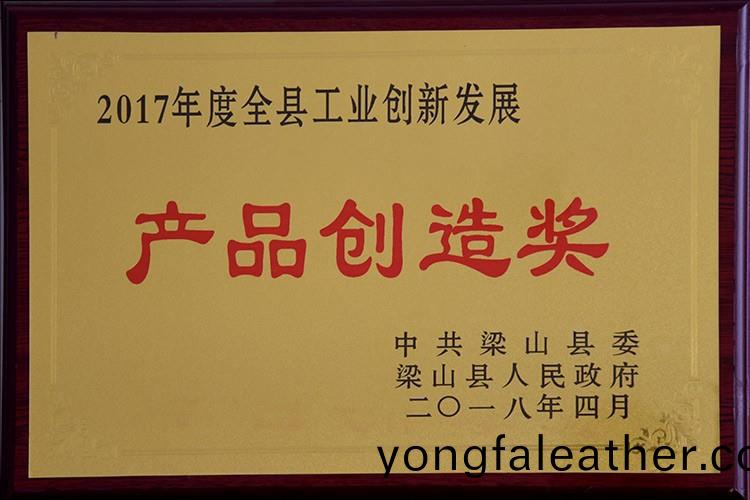 2017年度全县工业创新发展
产品创造奖
中共梁山县委
梁山县人民政府
二〇一八年四月
yongfaleather.co